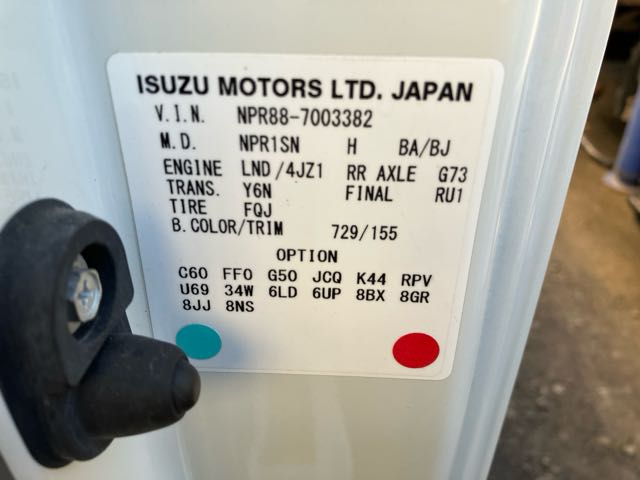 ISUZU MOTORS LTD. JAPAN
V.I.N. NPR88-7003382
M.D. NPR1SN H BA/BJ
ENGINE LND/4JZ1 RR AXLE G73
TRANS. Y6N FINAL RU1
TIRE FQJ
B.COLOR/TRIM 729/155
OPTION
C60 FF0 G50 JCQ K44 RPV
U69 34W 6LD 6UP 8BX 8GR
8JJ 8NS